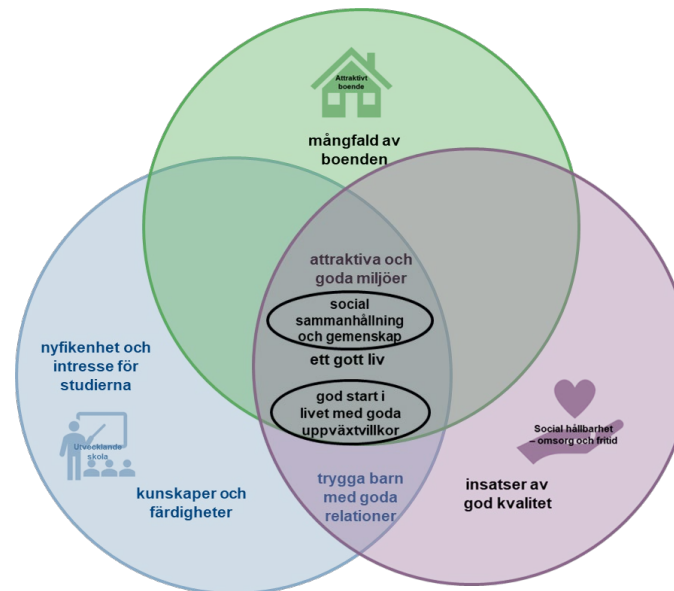 Attraktivt
boende
mångfald av
boenden
attraktiva och
goda miljöer
social
sammanhållning
och gemenskap
ett gott liv
god start i
livet med goda
uppväxtvillkor
trygga barn
med goda
relationer
nyfikenhet och
intresse för
studierna
Utvecklande
skola
kunskaper och
färdigheter
Social hållbarhet
– omsorg och fritid
insatser av
god kvalitet